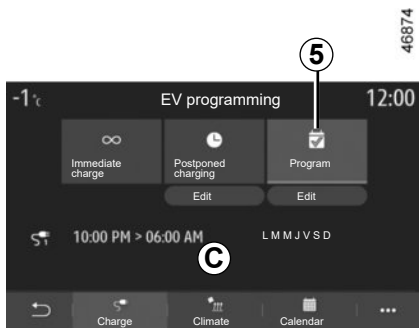 46874
5
-1°c EV programming 12:00
∞
Immediate charge
Postponed charging
Program
Edit
Edit
10:00 PM > 06:00 AM
L M M J V S D
C
Charge
Climate
Calendar
•••